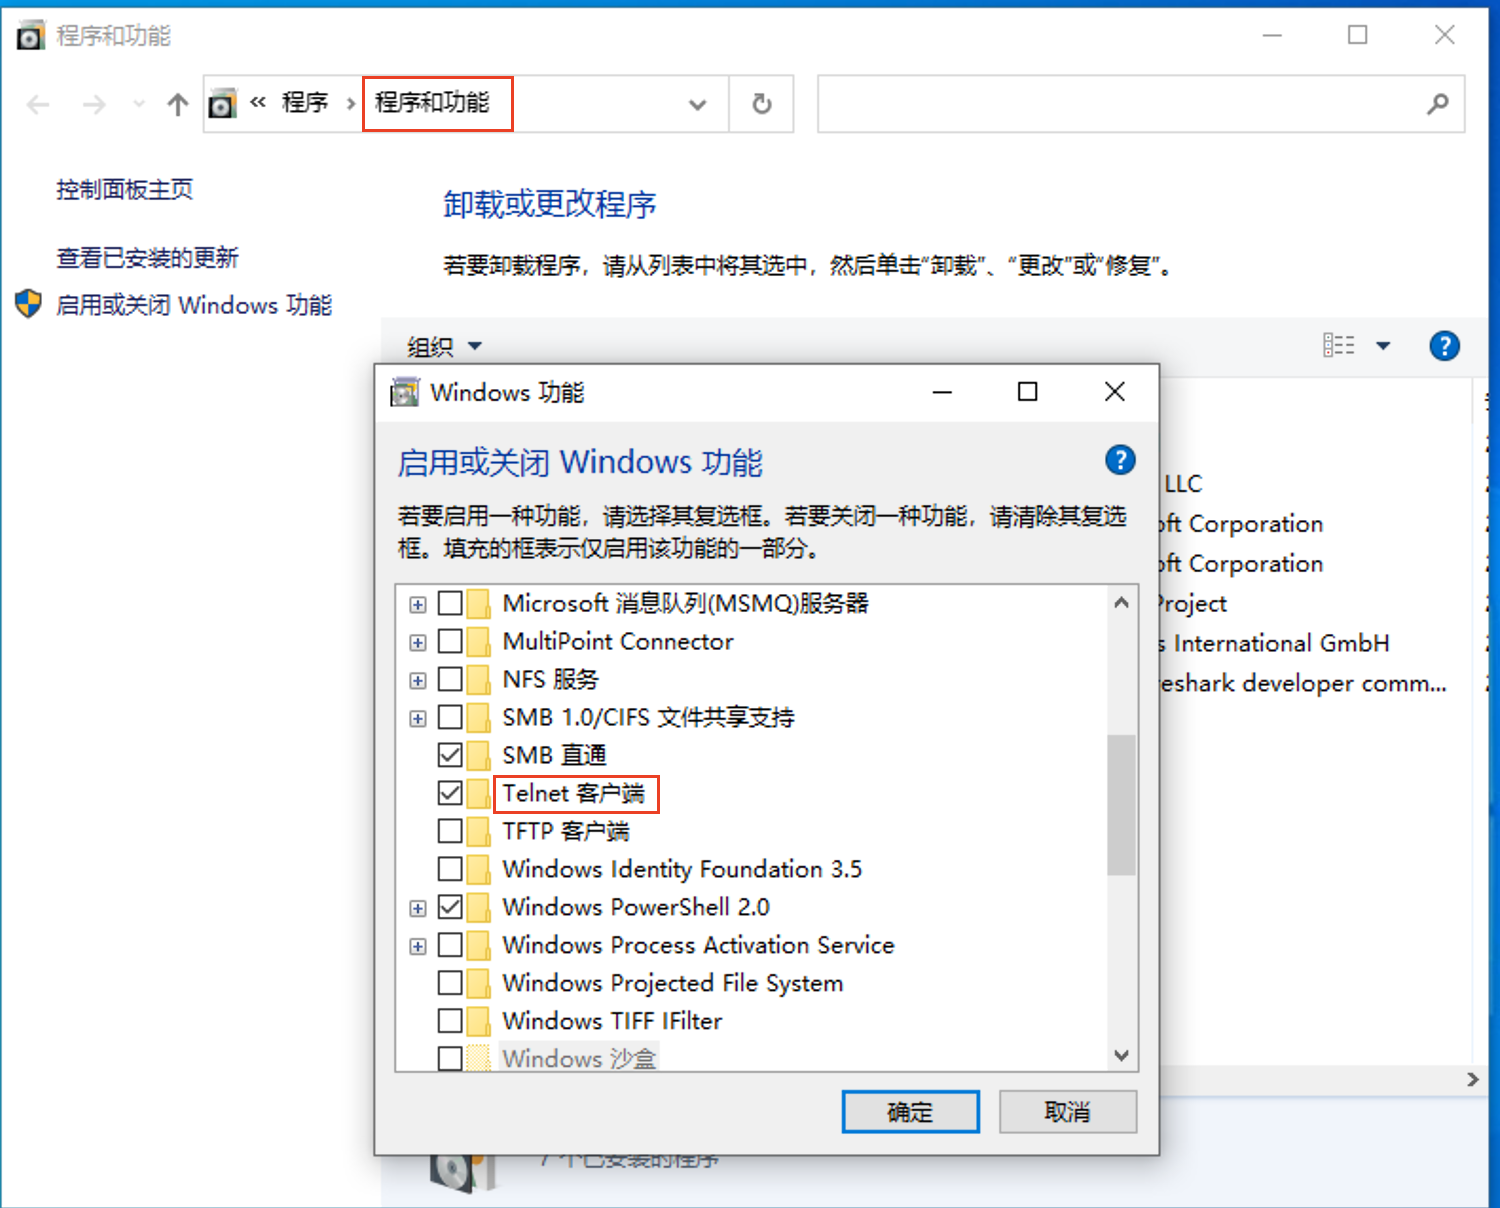 程序和功能
« 程序 › 程序和功能
控制面板主页
查看已安装的更新
启用或关闭 Windows 功能
卸载或更改程序
若要卸载程序，请从列表中将其选中，然后单击“卸载”、“更改”或“修复”。
组织
LLC
oft Corporation
oft Corporation
Project
s International GmbH
eshark developer comm...
Windows 功能
启用或关闭 Windows 功能
若要启用一种功能，请选择其复选框。若要关闭一种功能，请清除其复选
框。填充的框表示仅启用该功能的一部分。
Microsoft 消息队列(MSMQ)服务器
MultiPoint Connector
NFS 服务
SMB 1.0/CIFS 文件共享支持
SMB 直通
Telnet 客户端
TFTP 客户端
Windows Identity Foundation 3.5
Windows PowerShell 2.0
Windows Process Activation Service
Windows Projected File System
Windows TIFF IFilter
Windows 沙盒
确定
取消
7 个已安装的程序